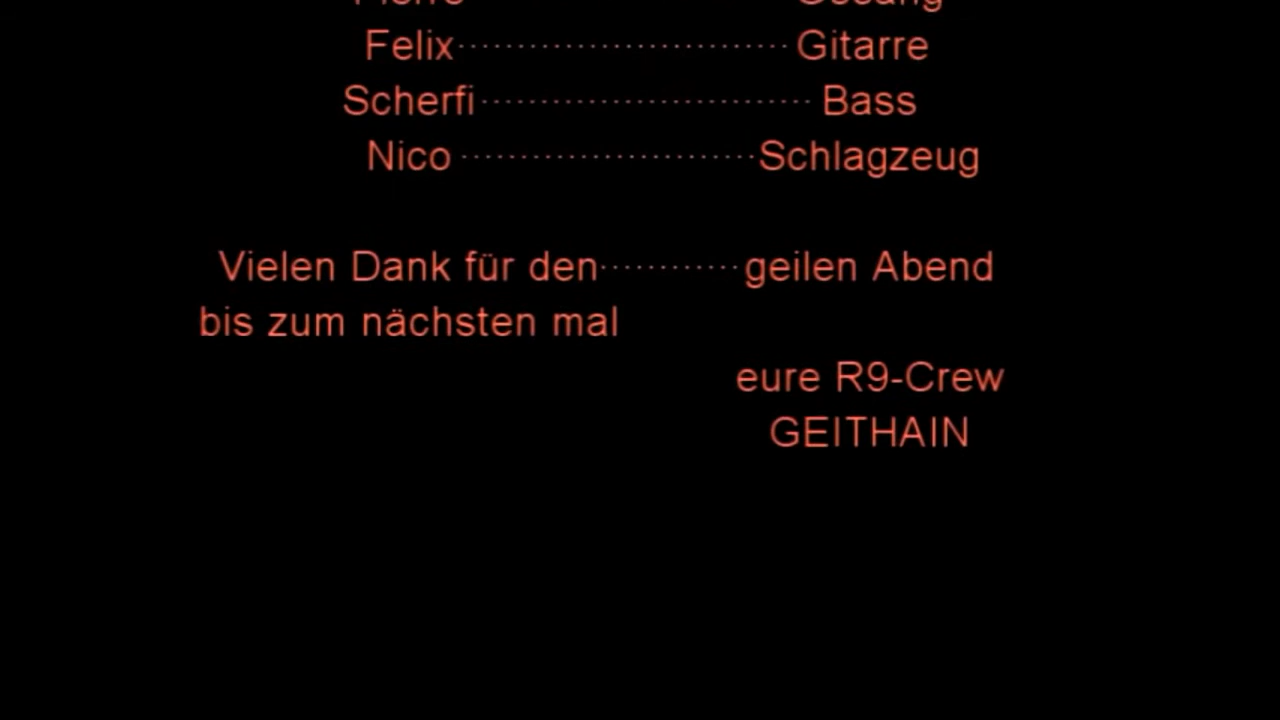 Felix Gitarre
Scherfi Bass
Nico Schlagzeug
Vielen Dank für den geilen Abend
bis zum nächsten mal
eure R9-Crew
GEITHAIN